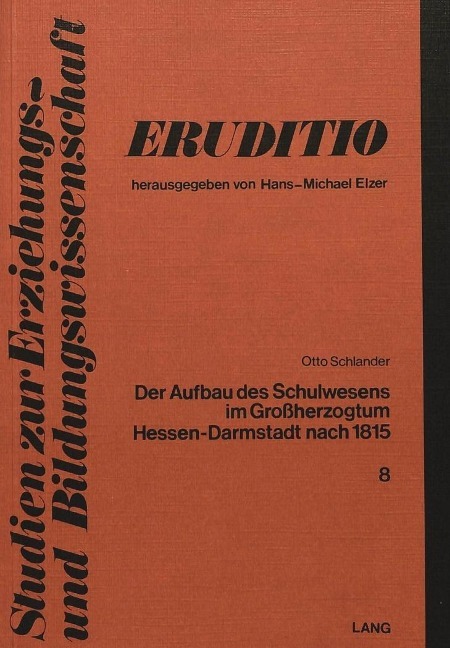 Studien zur Erziehungs-
und Bildungswissenschaft
ERUDITIO
herausgegeben von Hans-Michael Elzer
Otto Schlander
Der Aufbau des Schulwesens
im Großherzogtum
Hessen-Darmstadt nach 1815
8
LANG